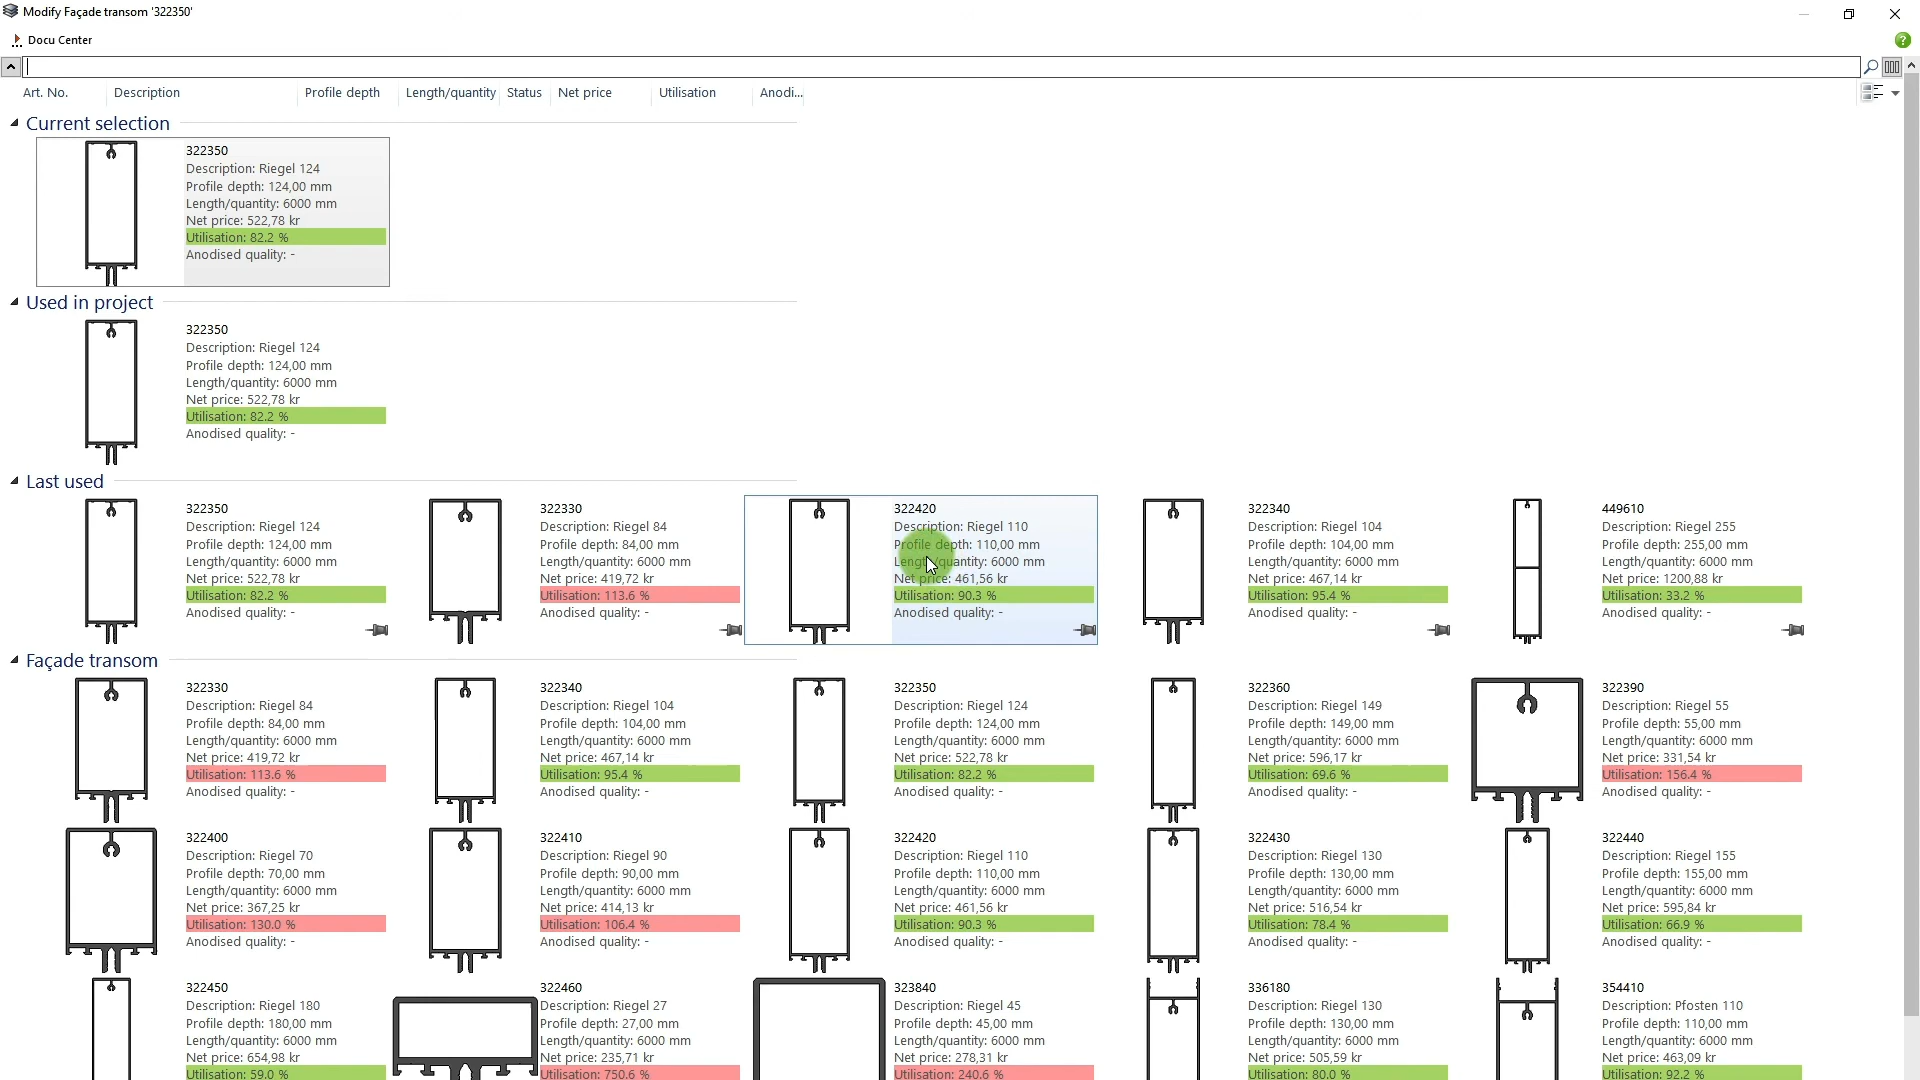 Modify Façade transom '322350'
Docu Center
Art. No. Description Profile depth Length/quantity Status Net price Utilisation Anodi...
Current selection
322350
Description: Riegel 124
Profile depth: 124,00 mm
Length/quantity: 6000 mm
Net price: 522,78 kr
Utilisation: 82.2 %
Anodised quality: -
Used in project
322350
Description: Riegel 124
Profile depth: 124,00 mm
Length/quantity: 6000 mm
Net price: 522,78 kr
Utilisation: 82.2 %
Anodised quality: -
Last used
322350
Description: Riegel 124
Profile depth: 124,00 mm
Length/quantity: 6000 mm
Net price: 522,78 kr
Utilisation: 82.2 %
Anodised quality: -
322330
Description: Riegel 84
Profile depth: 84,00 mm
Length/quantity: 6000 mm
Net price: 419,72 kr
Utilisation: 113.6 %
Anodised quality: -
322420
Description: Riegel 110
Profile depth: 110,00 mm
Length/quantity: 6000 mm
Net price: 461,56 kr
Utilisation: 90.3 %
Anodised quality: -
322340
Description: Riegel 104
Profile depth: 104,00 mm
Length/quantity: 6000 mm
Net price: 467,14 kr
Utilisation: 95.4 %
Anodised quality: -
449610
Description: Riegel 255
Profile depth: 255,00 mm
Length/quantity: 6000 mm
Net price: 1200,88 kr
Utilisation: 33.2 %
Anodised quality: -
Façade transom
322330
Description: Riegel 84
Profile depth: 84,00 mm
Length/quantity: 6000 mm
Net price: 419,72 kr
Utilisation: 113.6 %
Anodised quality: -
322340
Description: Riegel 104
Profile depth: 104,00 mm
Length/quantity: 6000 mm
Net price: 467,14 kr
Utilisation: 95.4 %
Anodised quality: -
322350
Description: Riegel 124
Profile depth: 124,00 mm
Length/quantity: 6000 mm
Net price: 522,78 kr
Utilisation: 82.2 %
Anodised quality: -
322360
Description: Riegel 149
Profile depth: 149,00 mm
Length/quantity: 6000 mm
Net price: 596,17 kr
Utilisation: 69.6 %
Anodised quality: -
322390
Description: Riegel 55
Profile depth: 55,00 mm
Length/quantity: 6000 mm
Net price: 331,54 kr
Utilisation: 156.4 %
Anodised quality: -
322400
Description: Riegel 70
Profile depth: 70,00 mm
Length/quantity: 6000 mm
Net price: 367,25 kr
Utilisation: 130.0 %
Anodised quality: -
322410
Description: Riegel 90
Profile depth: 90,00 mm
Length/quantity: 6000 mm
Net price: 414,13 kr
Utilisation: 106.4 %
Anodised quality: -
322420
Description: Riegel 110
Profile depth: 110,00 mm
Length/quantity: 6000 mm
Net price: 461,56 kr
Utilisation: 90.3 %
Anodised quality: -
322430
Description: Riegel 130
Profile depth: 130,00 mm
Length/quantity: 6000 mm
Net price: 516,54 kr
Utilisation: 78.4 %
Anodised quality: -
322440
Description: Riegel 155
Profile depth: 155,00 mm
Length/quantity: 6000 mm
Net price: 595,84 kr
Utilisation: 66.9 %
Anodised quality: -
322450
Description: Riegel 180
Profile depth: 180,00 mm
Length/quantity: 6000 mm
Net price: 654,98 kr
Utilisation: 59.0 %
322460
Description: Riegel 27
Profile depth: 27,00 mm
Length/quantity: 6000 mm
Net price: 235,71 kr
Utilisation: 750.6 %
323840
Description: Riegel 45
Profile depth: 45,00 mm
Length/quantity: 6000 mm
Net price: 278,31 kr
Utilisation: 240.6 %
336180
Description: Riegel 130
Profile depth: 130,00 mm
Length/quantity: 6000 mm
Net price: 505,59 kr
Utilisation: 80.0 %
354410
Description: Pfosten 110
Profile depth: 110,00 mm
Length/quantity: 6000 mm
Net price: 463,09 kr
Utilisation: 92.2 %